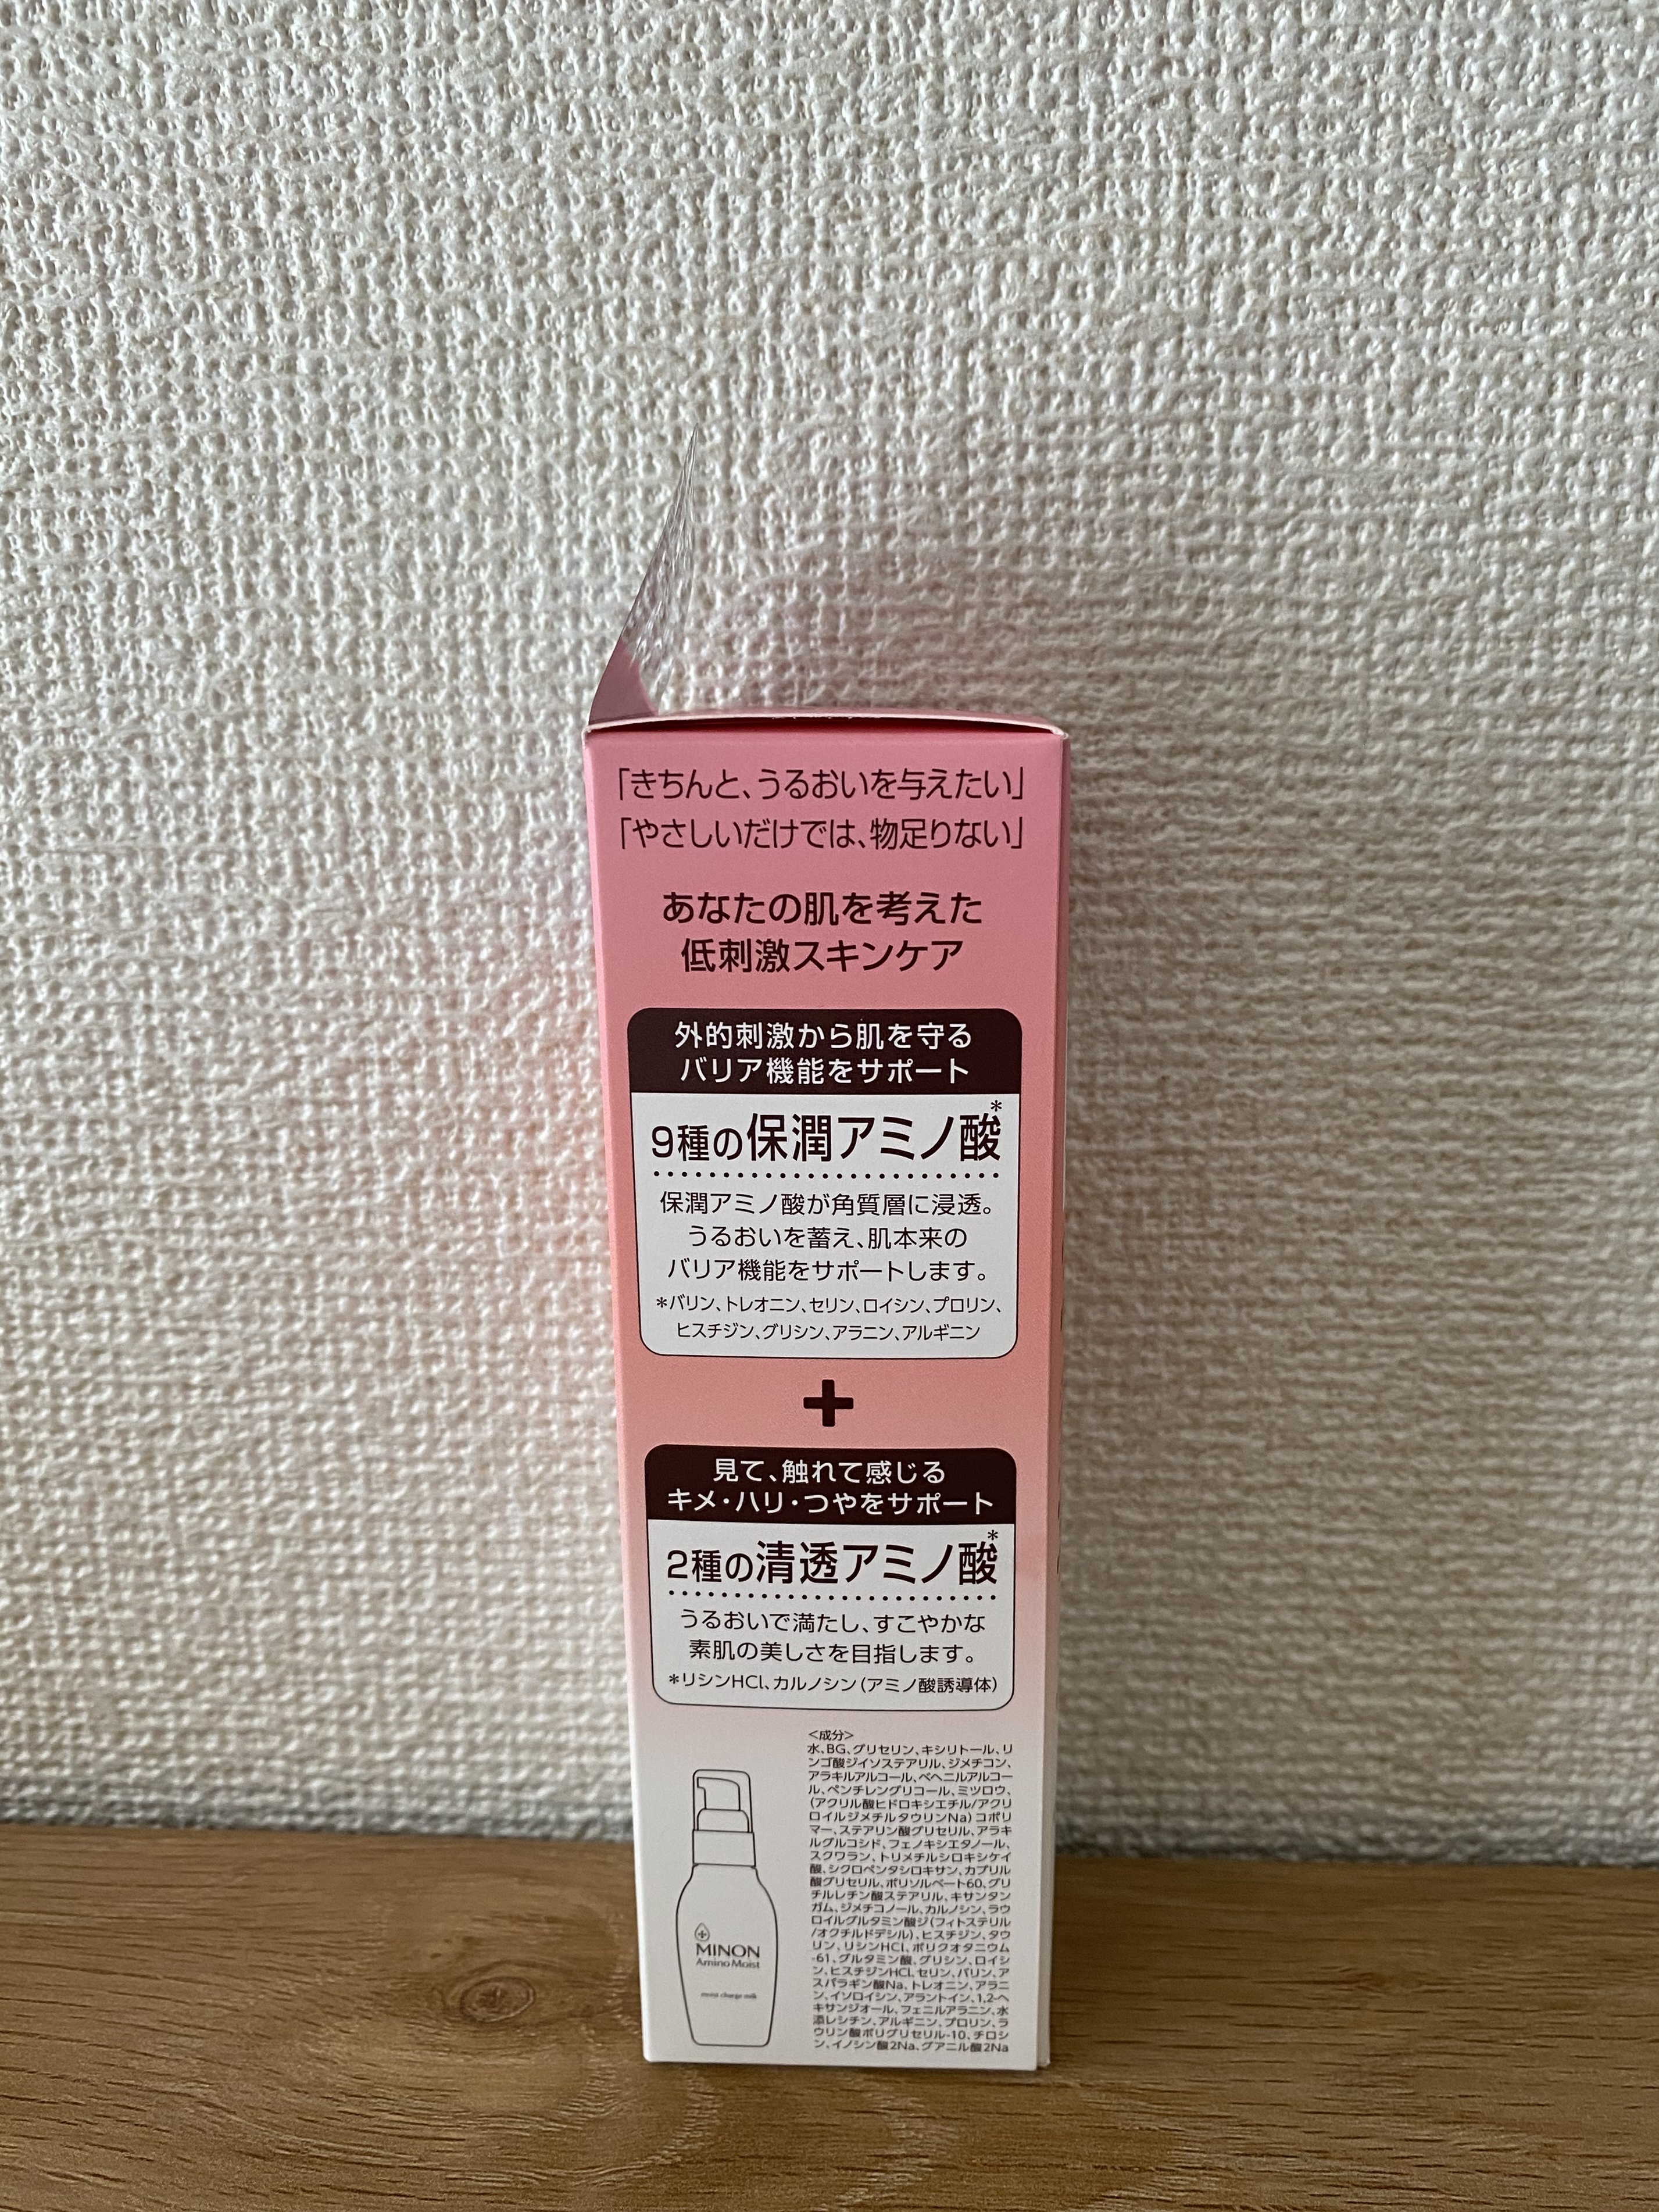 「きちんと、うるおいを与えたい」
「やさしいだけでは、物足りない」
あなたの肌を考えた
低刺激スキンケア
外的刺激から肌を守る
バリア機能をサポート
9種の保潤アミノ酸*
保潤アミノ酸が角質層に浸透。
うるおいを蓄え、肌本来の
バリア機能をサポートします。
*バリン、トレオニン、セリン、ロイシン、プロリン、
ヒスチジン、グリシン、アラニン、アルギニン
+
見て、触れて感じる
キメ・ハリ・つやをサポート
2種の清透アミノ酸*
うるおいで満たし、すこやかな
素肌の美しさを目指します。
*リシンHCl、カルノシン(アミノ酸誘導体)
<成分>
水、BG、グリセリン、キシリトール、リ
ンゴ酸ジイソステアリル、ジメチコン、
アラキルアルコール、ベヘニルアルコー
ル、ペンチレングリコール、ミツロウ、
(アクリル酸ヒドロキシエチル/アクリ
ロイルジメチルタウリンNa)コポリ
マー、ステアリン酸グリセリル、アラキ
ルグルコシド、フェノキシエタノール、
スクワラン、トリメチルシロキシケイ
酸、シクロペンタシロキサン、カプリル
酸グリセリル、ポリソルベート60、グリ
チルレチン酸ステアリル、キサンタン
ガム、ジメチコノール、カルノシン、ラウ
ロイルグルタミン酸ジ(フィトステリル
/オクチルドデシル)、ヒスチジン、タウ
リン、リシンHCl、ポリクオタニウム
-61、グルタミン酸、グリシン、ロイシ
ン、ヒスチジンHCl、セリン、バリン、ア
スパラギン酸Na、トレオニン、アラニ
ン、イソロイシン、アラントイン、1,2-ヘ
キサンジオール、フェニルアラニン、水
添レシチン、アルギニン、プロリン、ラ
ウリン酸ポリグリセリル-10、チロシ
ン、イノシン酸2Na、グアニル酸2Na
MINON
Amino Moist
moist charge milk